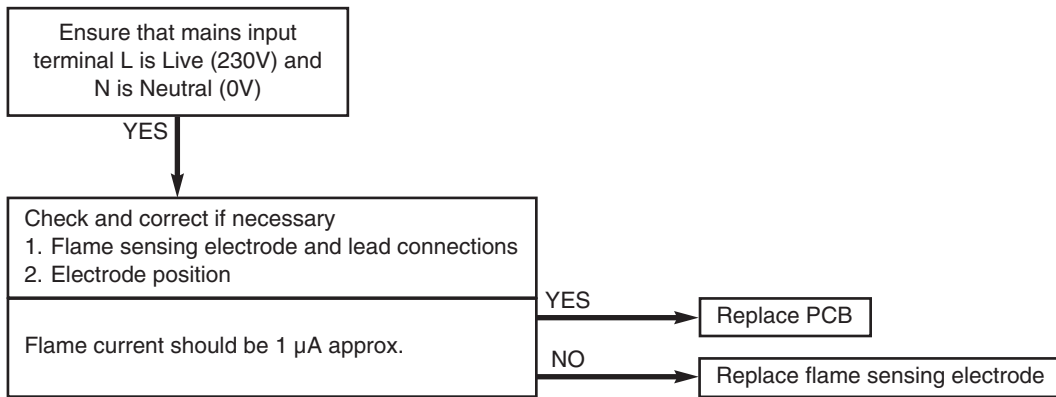 Ensure that mains input
terminal L is Live (230V) and
N is Neutral (0V)
YES
Check and correct if necessary
1. Flame sensing electrode and lead connections
2. Electrode position
YES
Replace PCB
Flame current should be 1 μA approx.
NO
Replace flame sensing electrode